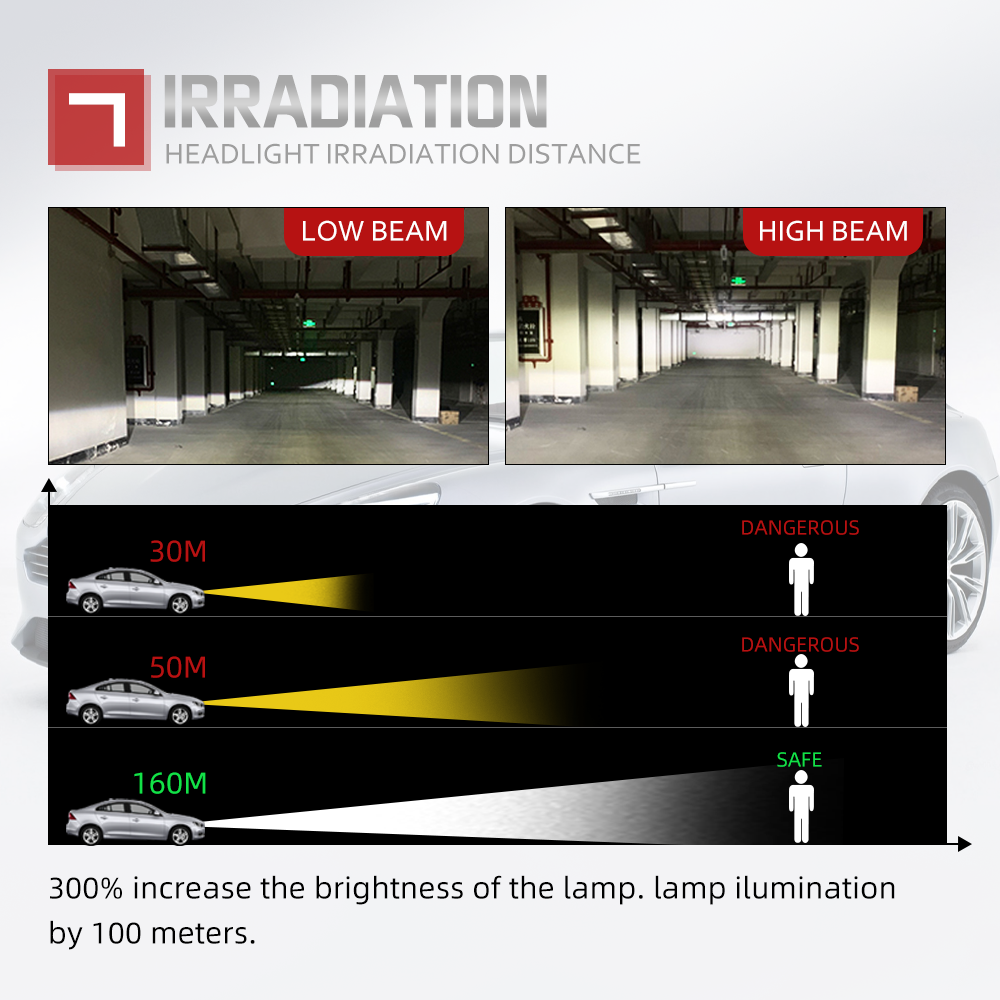 IRRADIATION
HEADLIGHT IRRADIATION DISTANCE
LOW BEAM
HIGH BEAM
30M
DANGEROUS
50M
DANGEROUS
160M
SAFE
300% increase the brightness of the lamp. lamp ilumination
by 100 meters.